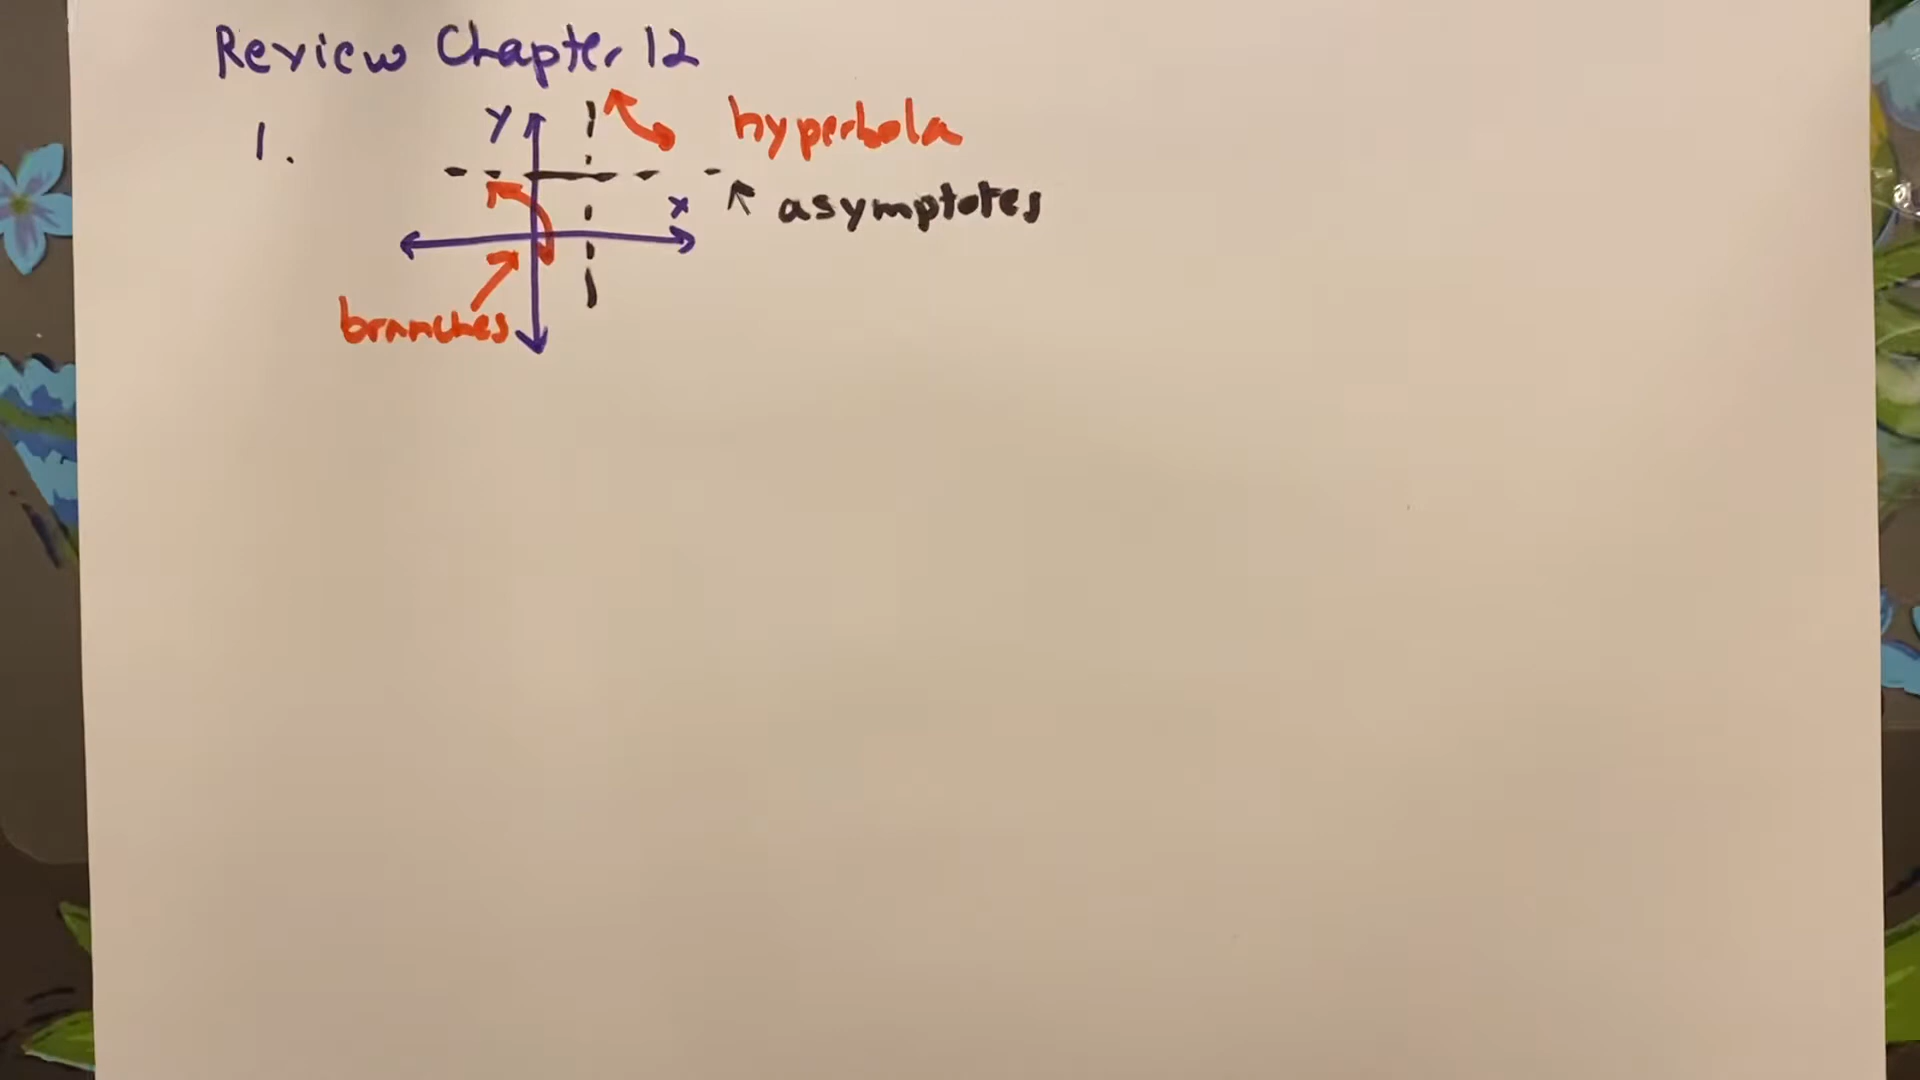 Review Chapter 12
1.
y
hyperbola
x
asymptotes
branches